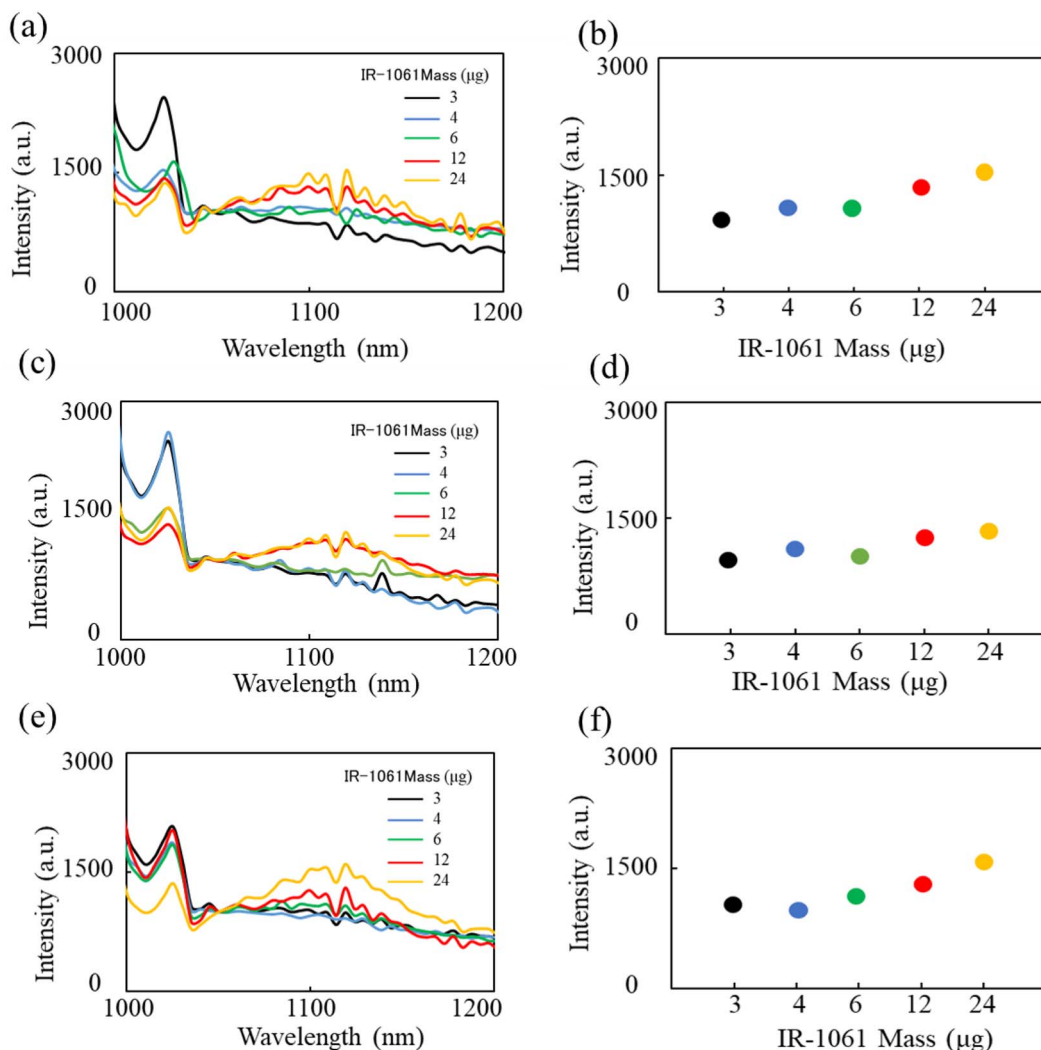 (a)
3000
1500
0
Intensity (a.u.)
IR-1061Mass (μg)
3
4
6
12
24
1000 1100 1200
Wavelength (nm)
(b)
3000
1500
0
Intensity (a.u.)
3 4 6 12 24
IR-1061 Mass (μg)
(c)
3000
1500
0
Intensity (a.u.)
IR-1061Mass (μg)
3
4
6
12
24
1000 1100 1200
Wavelength (nm)
(d)
3000
1500
0
Intensity (a.u.)
3 4 6 12 24
IR-1061 Mass (μg)
(e)
3000
1500
0
Intensity (a.u.)
IR-1061Mass (μg)
3
4
6
12
24
1000 1100 1200
Wavelength (nm)
(f)
3000
1500
0
Intensity (a.u.)
3 4 6 12 24
IR-1061 Mass (μg)